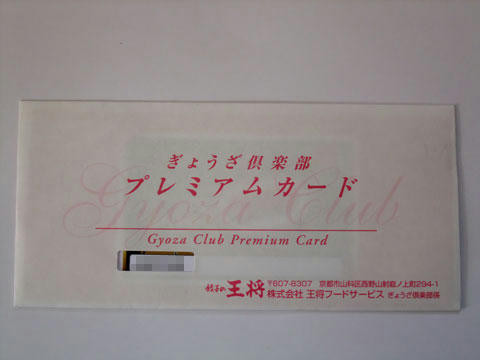 ぎょうざ倶楽部
プレミアムカード
Gyoza Club
Gyoza Club Premium Card
餃子の王将 〒607-8307 京都市山科区西野山射庭ノ上町294-1
株式会社 王将フードサービス ぎょうざ倶楽部係